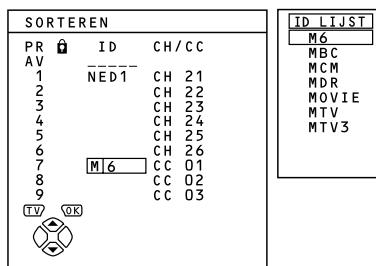 SORTEREN
PR ID CH/CC
AV _____
1 NED1 CH 21
2 CH 22
3 CH 23
4 CH 24
5 CH 25
6 CH 26
7 M6 CC 01
8 CC 02
9 CC 03
TV OK
ID LIJST
M6
MBC
MCM
MDR
MOVIE
MTV
MTV3